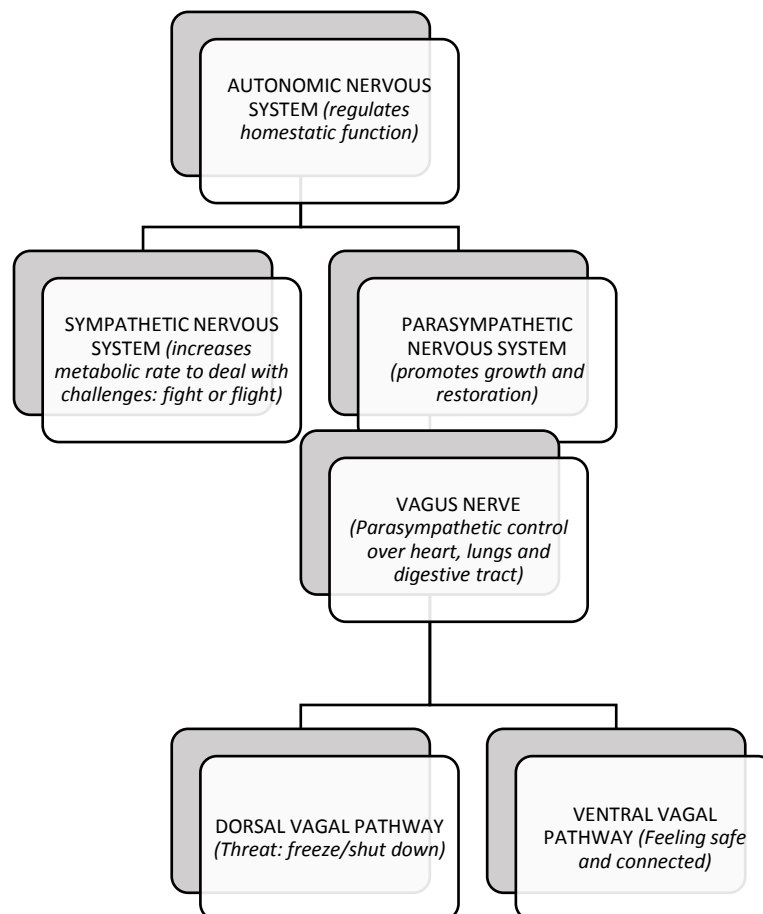 AUTONOMIC NERVOUS
SYSTEM (regulates
homestatic function)
SYMPATHETIC NERVOUS
SYSTEM (increases
metabolic rate to deal with
challenges: fight or flight)
PARASYMPATHETIC
NERVOUS SYSTEM
(promotes growth and
restoration)
VAGUS NERVE
(Parasympathetic control
over heart, lungs and
digestive tract)
DORSAL VAGAL PATHWAY
(Threat: freeze/shut down)
VENTRAL VAGAL
PATHWAY (Feeling safe
and connected)